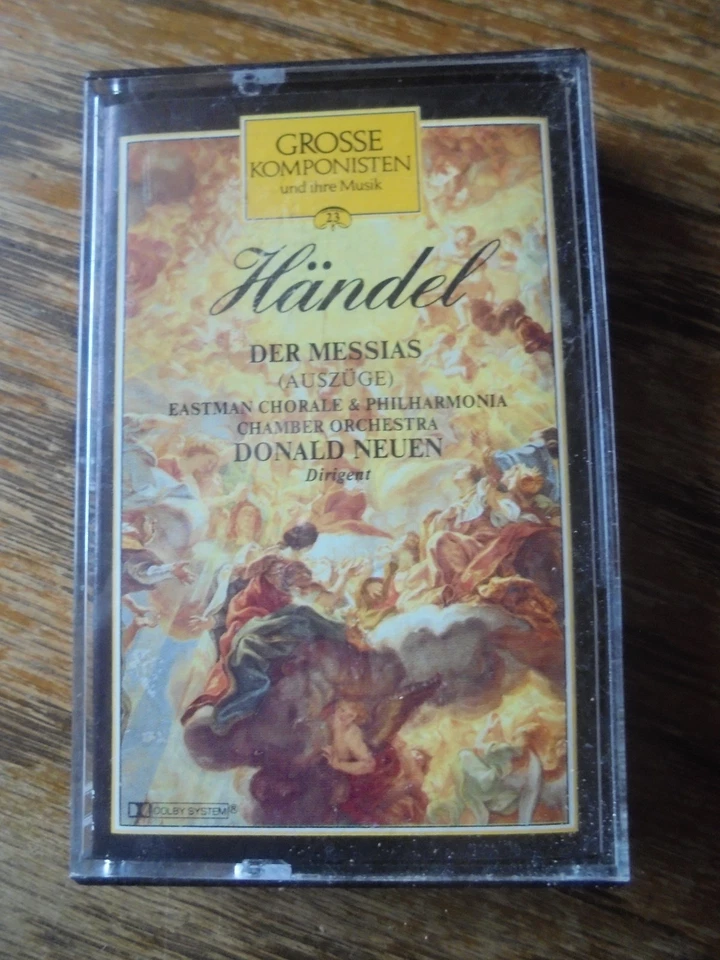 GROSSE
KOMPONISTEN
und ihre Musik
23
Händel
DER MESSIAS
(AUSZÜGE)
EASTMAN CHORALE & PHILHARMONIA
CHAMBER ORCHESTRA
DONALD NEUEN
Dirigent
DOLBY SYSTEM®